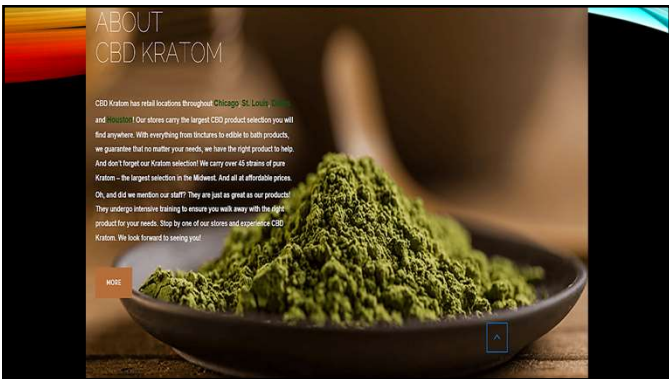 ABOUT
CBD KRATOM
CBD Kratom has retail locations throughout Chicago, St. Louis,
and Houston! Our stores carry the largest CBD product selection you will
find anywhere. With everything from tinctures to edible to bath products,
we guarantee that no matter your needs, we have the right product to help.
And don't forget our Kratom selection! We carry over 45 strains of pure
Kratom – the largest selection in the Midwest. And all at affordable prices.
Oh, and did we mention our staff? They are just as great as our products!
They undergo intensive training to ensure you walk away with the right
product for your needs. Stop by one of our stores and experience CBD
Kratom. We look forward to seeing you!
MORE